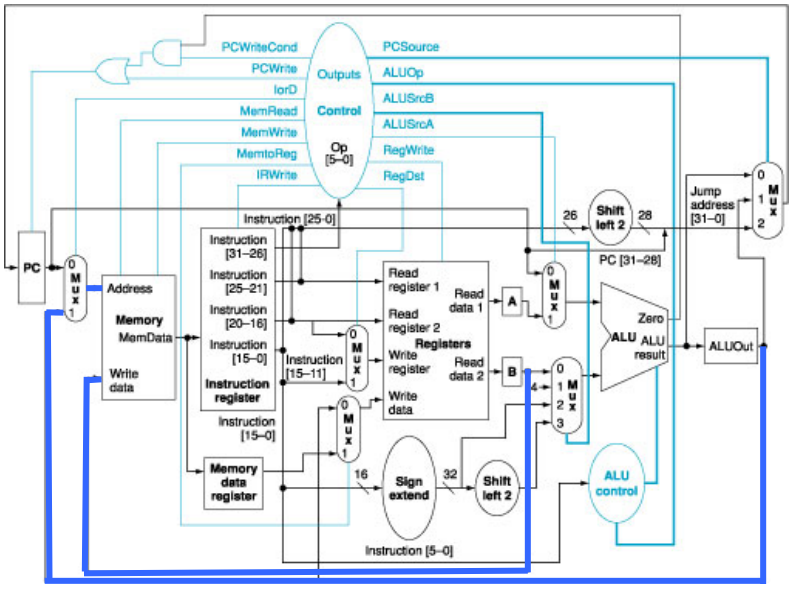 PCWriteCond
PCWrite
IorD
MemRead
MemWrite
MemtoReg
IRWrite
Outputs
Control
Op
[5–0]
PCSource
ALUOp
ALUSrcB
ALUSrcA
RegWrite
RegDst
0
1
2
M
u
x
Jump
address
[31–0]
Instruction [25-0]
26
Shift
left 2
28
PC [31–28]
PC
0
M
u
x
1
Address
Memory
MemData
Write
data
Instruction
[31–26]
Instruction
[25–21]
Instruction
[20–16]
Instruction
[15–0]
Instruction
register
Instruction
[15–11]
Instruction
[15–0]
0
M
u
x
1
0
M
u
x
1
Memory
data
register
Read
register 1
Read
register 2
Write
register
Write
data
Registers
Read
data 1
Read
data 2
A
B
4
0
M
u
x
1
0
1
2
3
M
u
x
Zero
ALU
ALU
result
ALUOut
16
Sign
extend
32
Shift
left 2
ALU
control
Instruction [5–0]